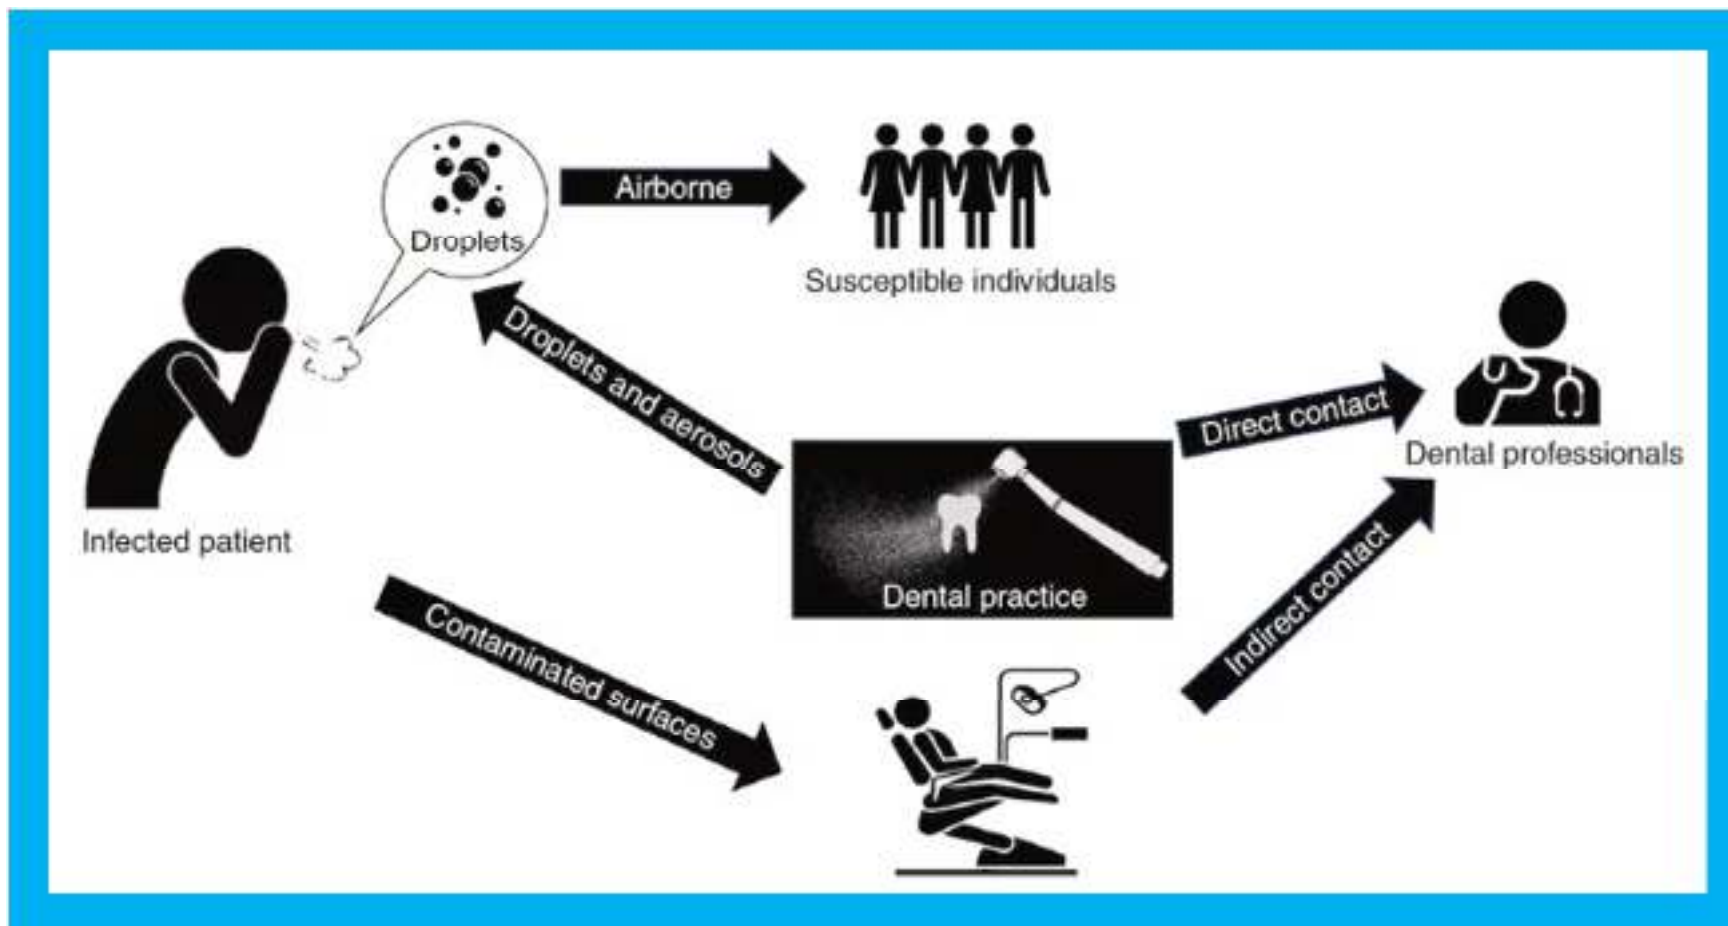 Airborne
Droplets
Susceptible individuals
Droplets and aerosols
Direct contact
Dental professionals
Infected patient
Dental practice
Indirect contact
Contaminated surfaces